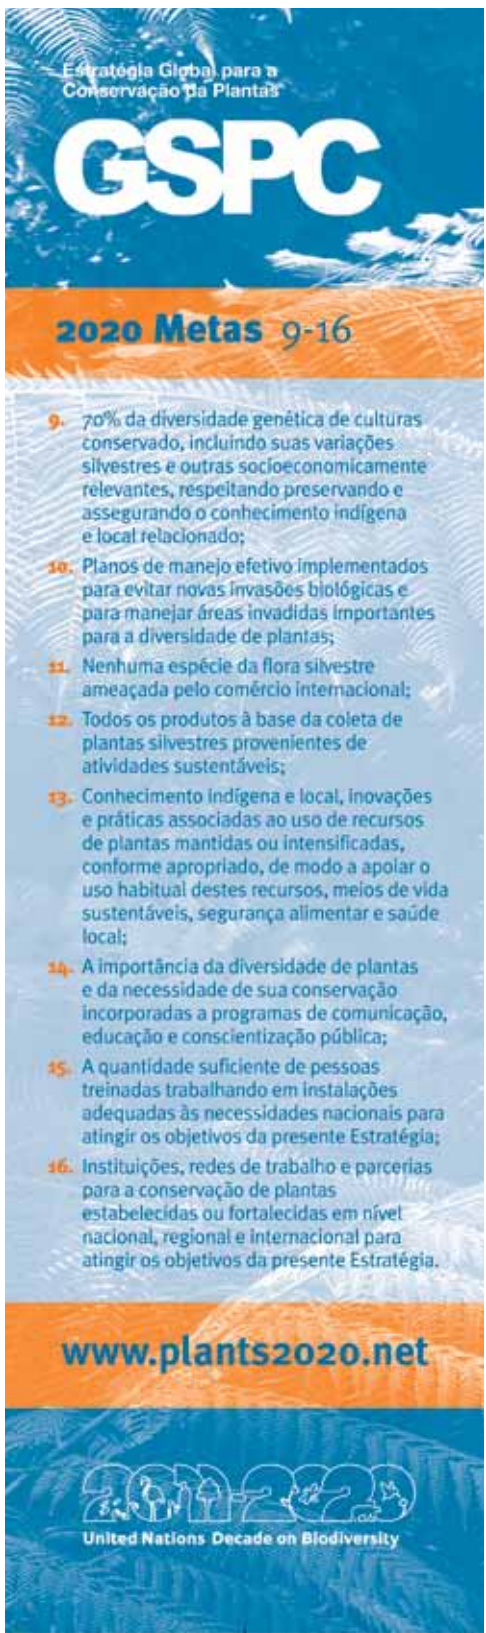 Estratégia Global para a
Conservação da Plantas
GSPC
2020 Metas 9-16
9. 70% da diversidade genética de culturas
conservado, incluindo suas variações
silvestres e outras socioeconomicamente
relevantes, respeitando preservando e
assegurando o conhecimento indígena
e local relacionado;
10. Planos de manejo efetivo implementados
para evitar novas invasões biológicas e
para manejar áreas invadidas importantes
para a diversidade de plantas;
11. Nenhuma espécie da flora silvestre
ameaçada pelo comércio internacional;
12. Todos os produtos à base da coleta de
plantas silvestres provenientes de
atividades sustentáveis;
13. Conhecimento indígena e local, inovações
e práticas associadas ao uso de recursos
de plantas mantidas ou intensificadas,
conforme apropriado, de modo a apoiar o
uso habitual destes recursos, meios de vida
sustentáveis, segurança alimentar e saúde
local;
14. A importância da diversidade de plantas
e da necessidade de sua conservação
incorporadas a programas de comunicação,
educação e conscientização pública;
15. A quantidade suficiente de pessoas
treinadas trabalhando em instalações
adequadas às necessidades nacionais para
atingir os objetivos da presente Estratégia;
16. Instituições, redes de trabalho e parcerias
para a conservação de plantas
estabelecidas ou fortalecidas em nível
nacional, regional e internacional para
atingir os objetivos da presente Estratégia.
www.plants2020.net
2011-2020
United Nations Decade on Biodiversity